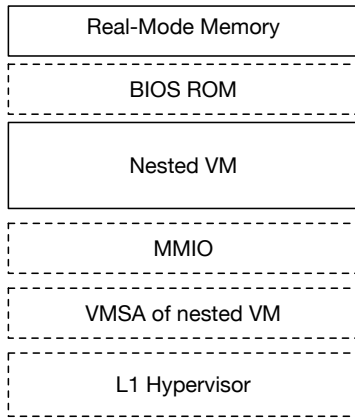 Real-Mode Memory
BIOS ROM
Nested VM
MMIO
VMSA of nested VM
L1 Hypervisor